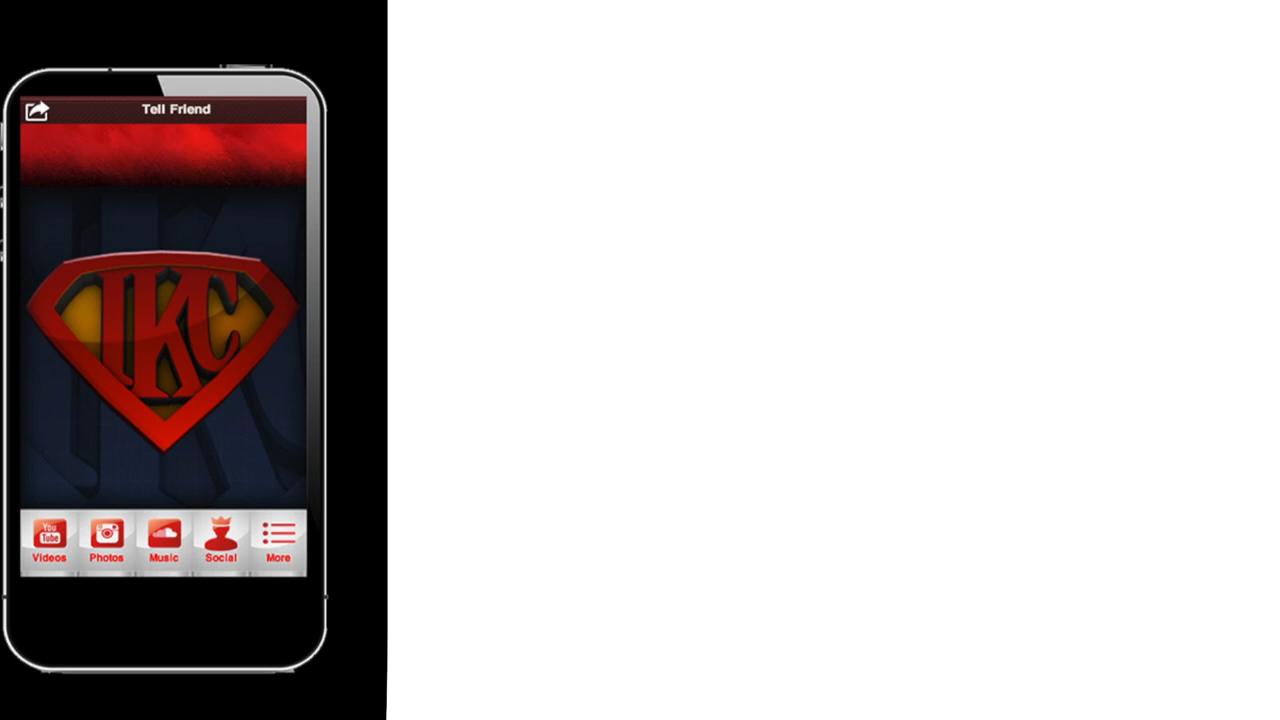 Tell Friend
IKC
You
Tube
Videos
Photos
Music
Social
More